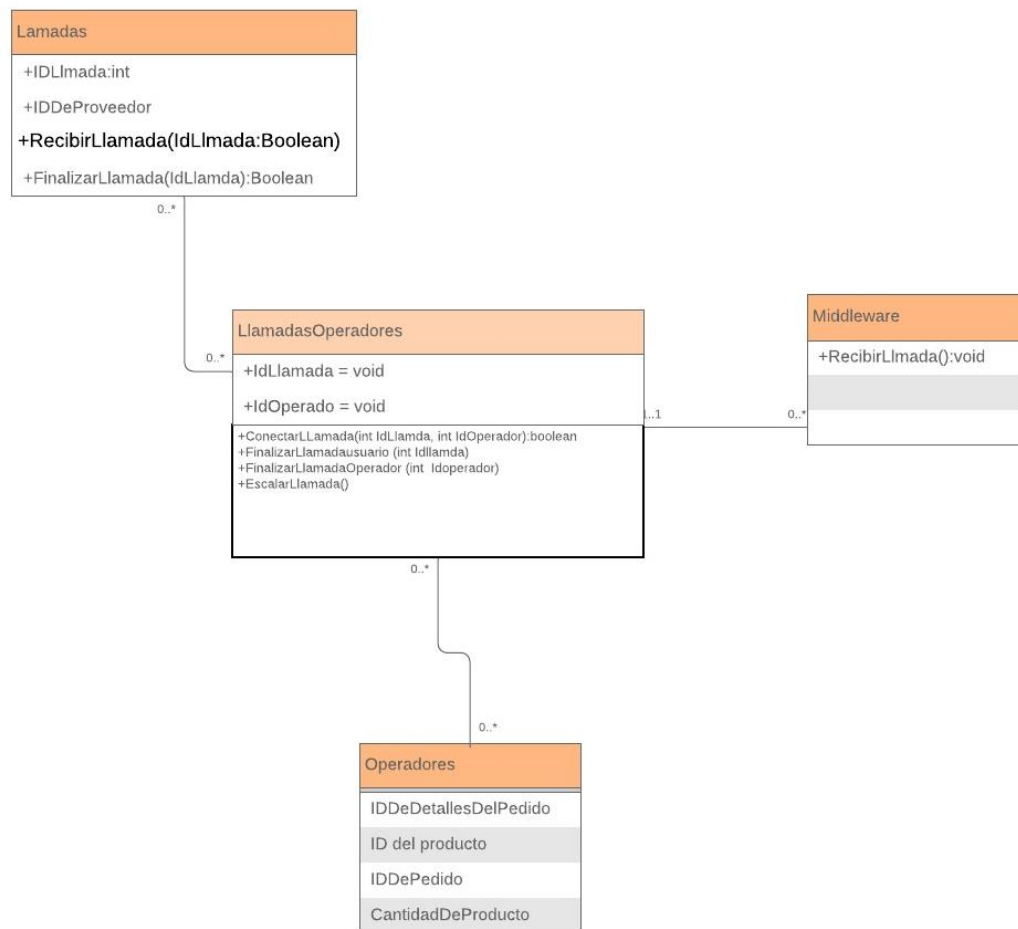 Lamadas
+IDLlmada:int
+IDDeProveedor
+RecibirLlamada(IdLlmada:Boolean)
+FinalizarLlamada(IdLlamda):Boolean
0..*
0..*
LlamadasOperadores
+IdLlamada = void
+IdOperado = void
+ConectarLLamada(int IdLlamda, int IdOperador):boolean
+FinalizarLlamadausuario (int Idllamda)
+FinalizarLlamadaOperador (int Idoperador)
+EscalarLlamada()
1..1
0..*
Middleware
+RecibirLlmada():void
0..*
0..*
Operadores
IDDeDetallesDelPedido
ID del producto
IDDePedido
CantidadDeProducto